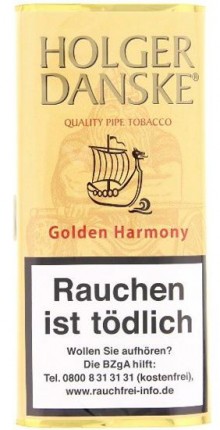 HOLGER
DANSKE®
QUALITY PIPE TOBACCO
Golden Harmony
Rauchen
ist tödlich
Wollen Sie aufhören?
Die BZgA hilft:
Tel. 0800 8 31 31 31 (kostenfrei),
www.rauchfrei-info.de